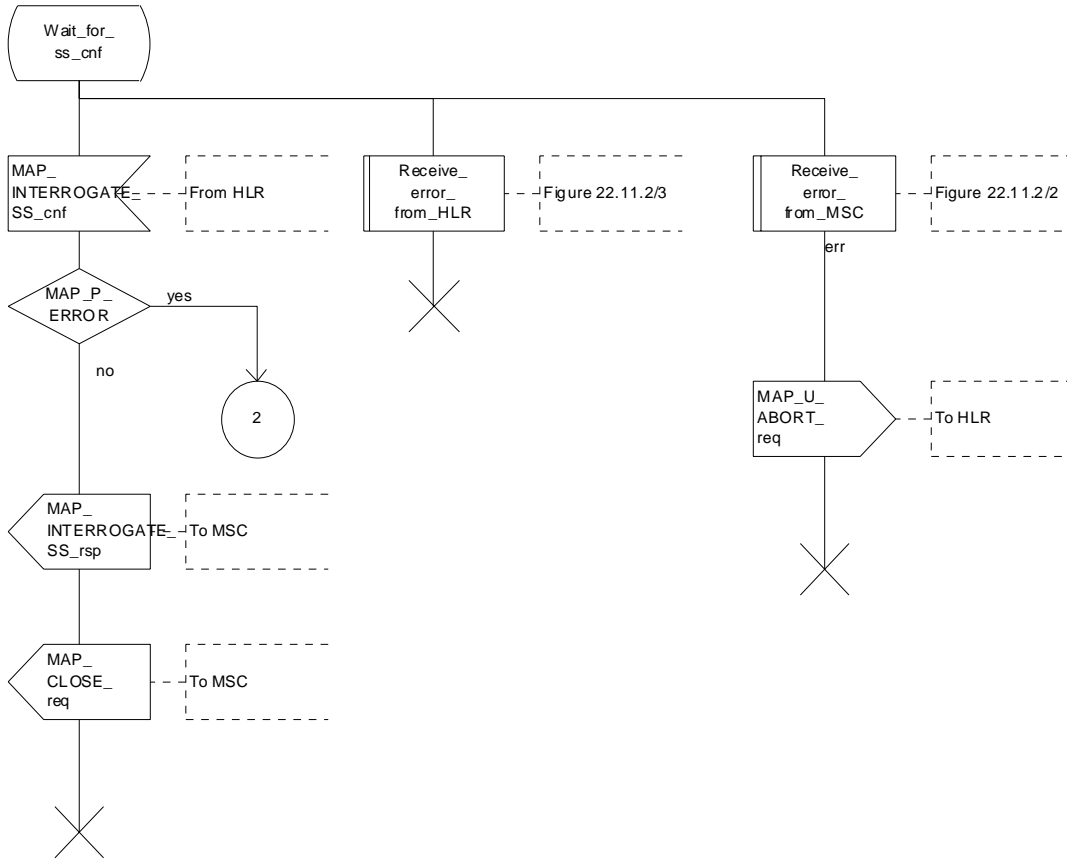 Wait_for_
ss_cnf
MAP_
INTERROGATE_
SS_cnf
From HLR
Receive_
error_
from_HLR
Figure 22.11.2/3
Receive_
error_
from_MSC
Figure 22.11.2/2
err
MAP_P_
ERROR
yes
no
2
MAP_U_
ABORT_
req
To HLR
MAP_
INTERROGATE_
SS_rsp
To MSC
MAP_
CLOSE_
req
To MSC